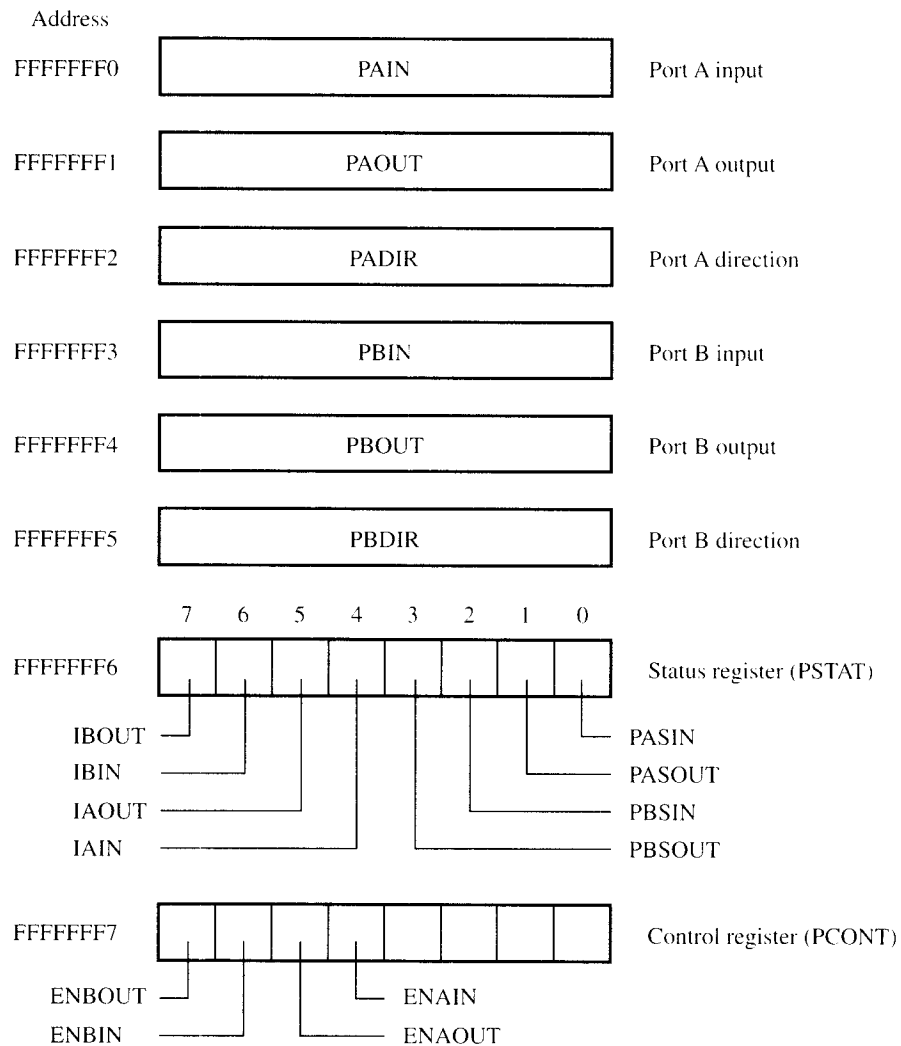 Address
FFFFFFF0 PAIN Port A input
FFFFFFF1 PAOUT Port A output
FFFFFFF2 PADIR Port A direction
FFFFFFF3 PBIN Port B input
FFFFFFF4 PBOUT Port B output
FFFFFFF5 PBDIR Port B direction
7 6 5 4 3 2 1 0
FFFFFFF6 Status register (PSTAT)
IBOUT PASIN
IBIN PASOUT
IAOUT PBSIN
IAIN PBSOUT
FFFFFFF7 Control register (PCONT)
ENBOUT ENAIN
ENBIN ENAOUT